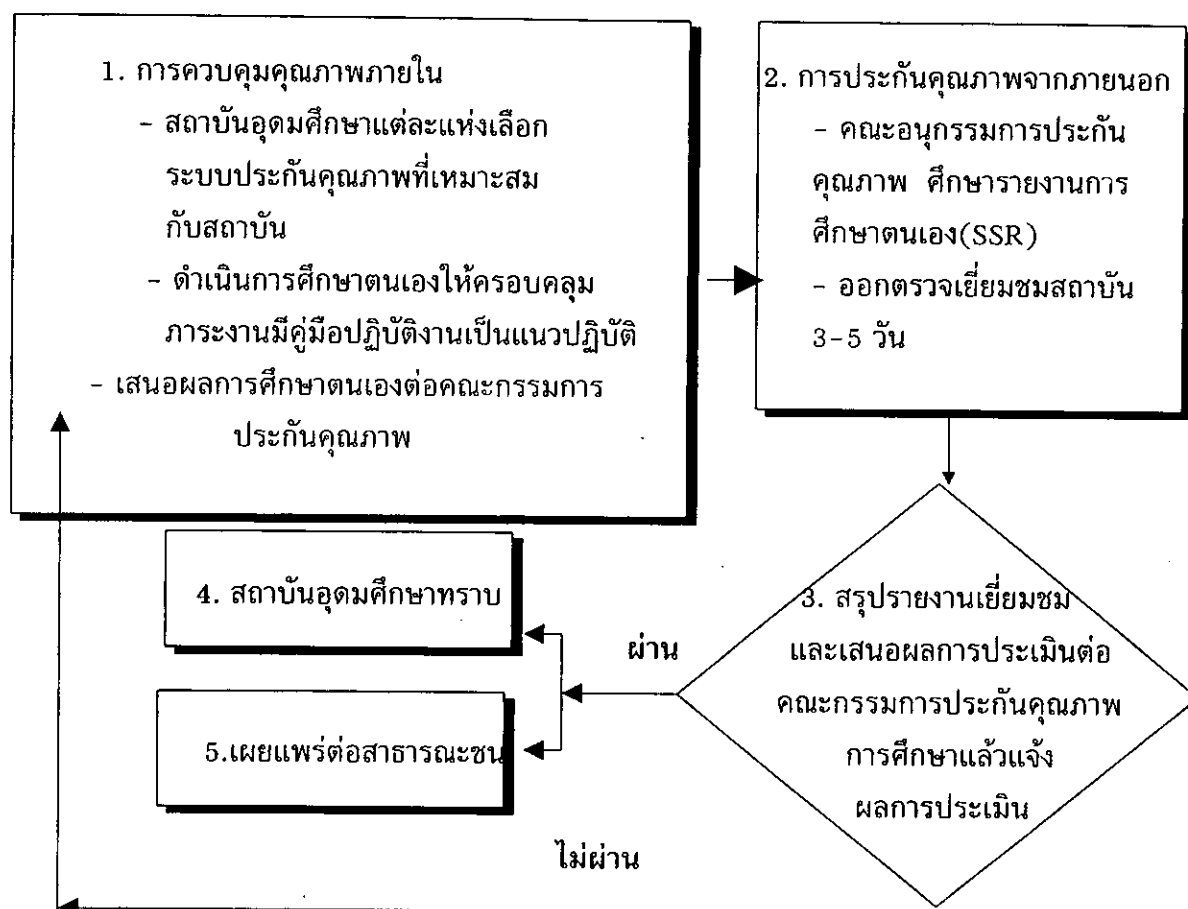 1. การควบคุมคุณภาพภายใน
- สถาบันอุดมศึกษาแต่ละแห่งเลือก
ระบบประกันคุณภาพที่เหมาะสม
กับสถาบัน
- ดำเนินการศึกษาตนเองให้ครอบคลุม
ภาระงานมีคู่มือปฏิบัติงานเป็นแนวปฏิบัติ
- เสนอผลการศึกษาตนเองต่อคณะกรรมการ
ประกันคุณภาพ
2. การประกันคุณภาพจากภายนอก
- คณะอนุกรรมการประกัน
คุณภาพ ศึกษารายงานการ
ศึกษาตนเอง(SSR)
- ออกตรวจเยี่ยมชมสถาบัน
3-5 วัน
3. สรุปรายงานเยี่ยมชม
และเสนอผลการประเมินต่อ
คณะกรรมการประกันคุณภาพ
การศึกษาแล้วแจ้ง
ผลการประเมิน
ผ่าน
4. สถาบันอุดมศึกษาทราบ
5.เผยแพร่ต่อสาธารณะชน
ไม่ผ่าน